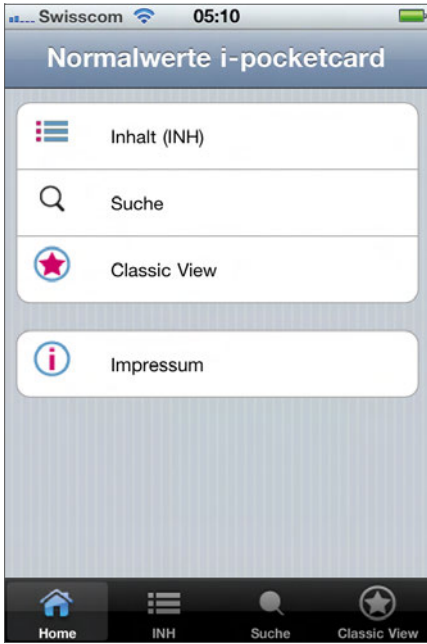 Swisscom 05:10
Normalwerte i-pocketcard
Inhalt (INH)
Suche
Classic View
Impressum
Home INH Suche Classic View